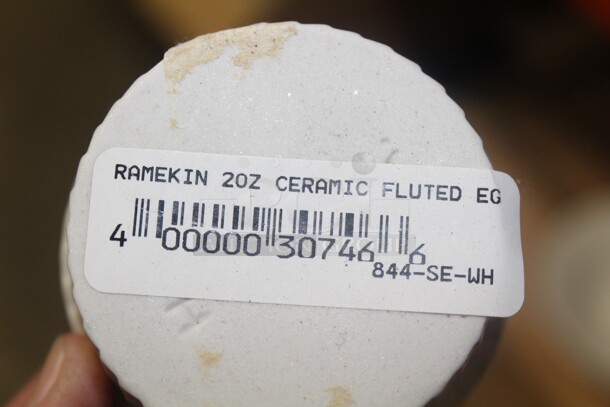 RAMEKIN 2OZ CERAMIC FLUTED EG
4 00000 30746 6
844-SE-WH